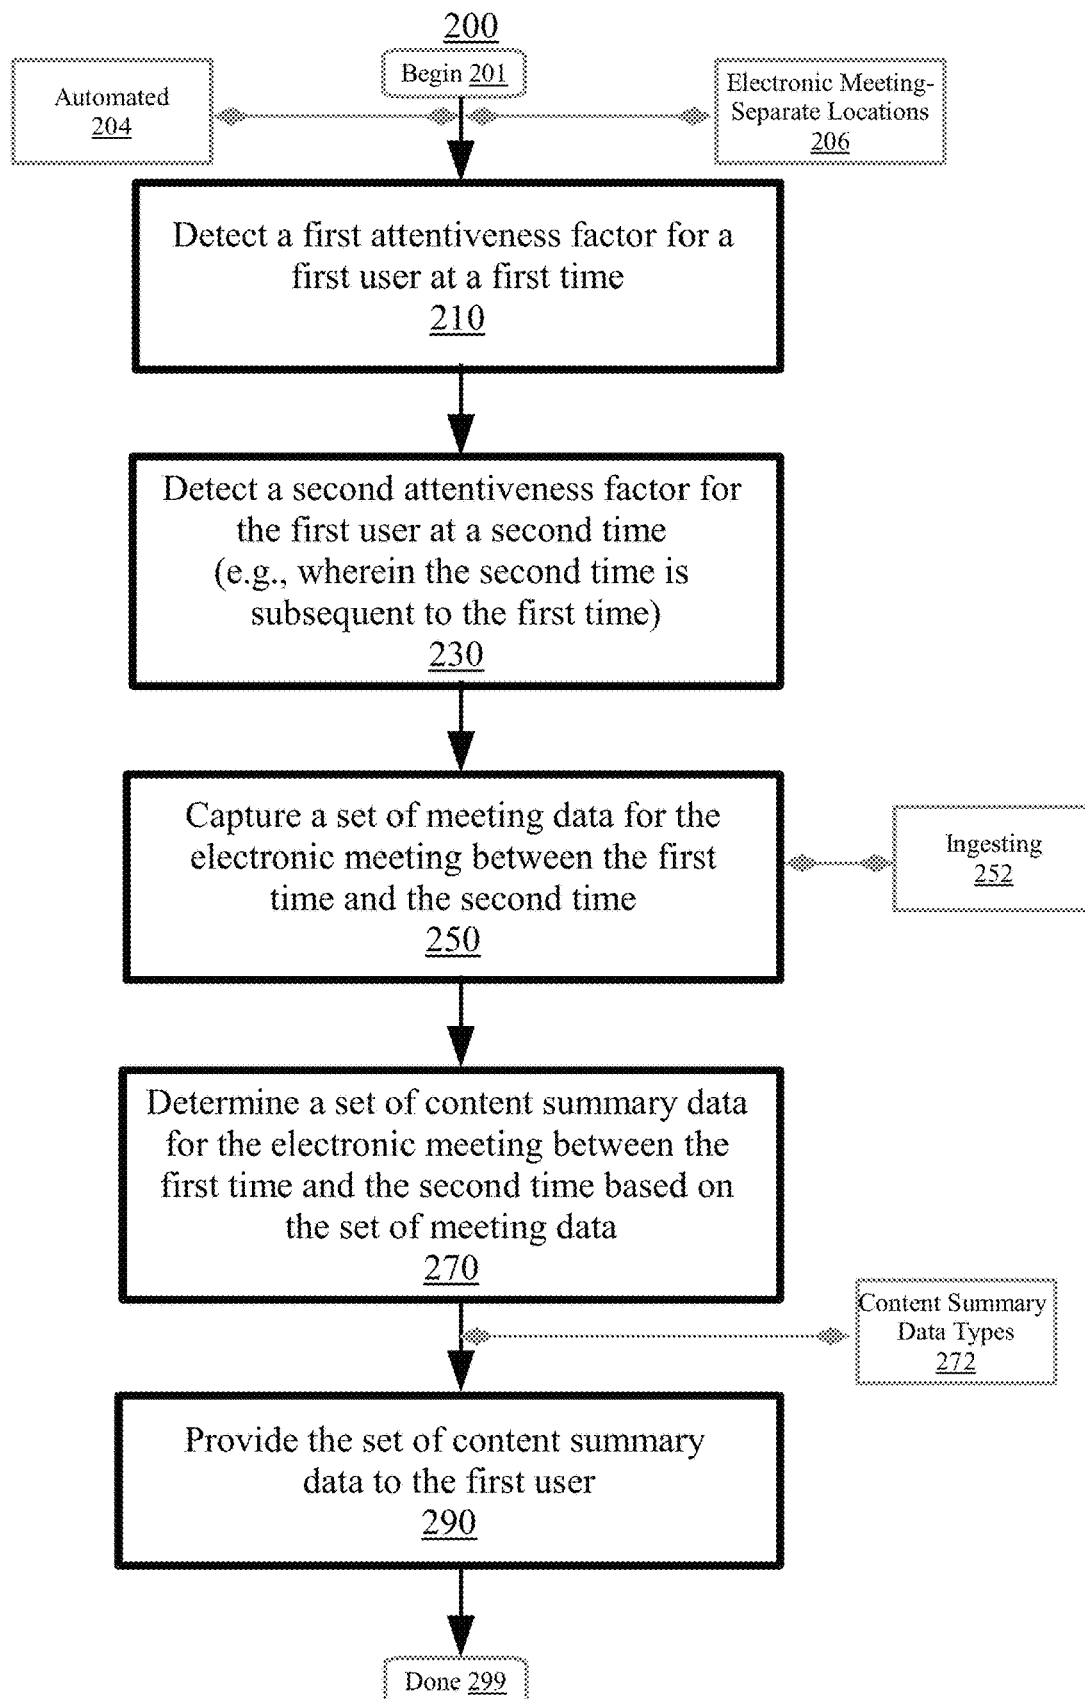 200
Begin 201
Automated
204
Electronic Meeting-
Separate Locations
206
Detect a first attentiveness factor for a
first user at a first time
210
Detect a second attentiveness factor for
the first user at a second time
(e.g., wherein the second time is
subsequent to the first time)
230
Capture a set of meeting data for the
electronic meeting between the first
time and the second time
250
Ingesting
252
Determine a set of content summary data
for the electronic meeting between the
first time and the second time based on
the set of meeting data
270
Content Summary
Data Types
272
Provide the set of content summary
data to the first user
290
Done 299